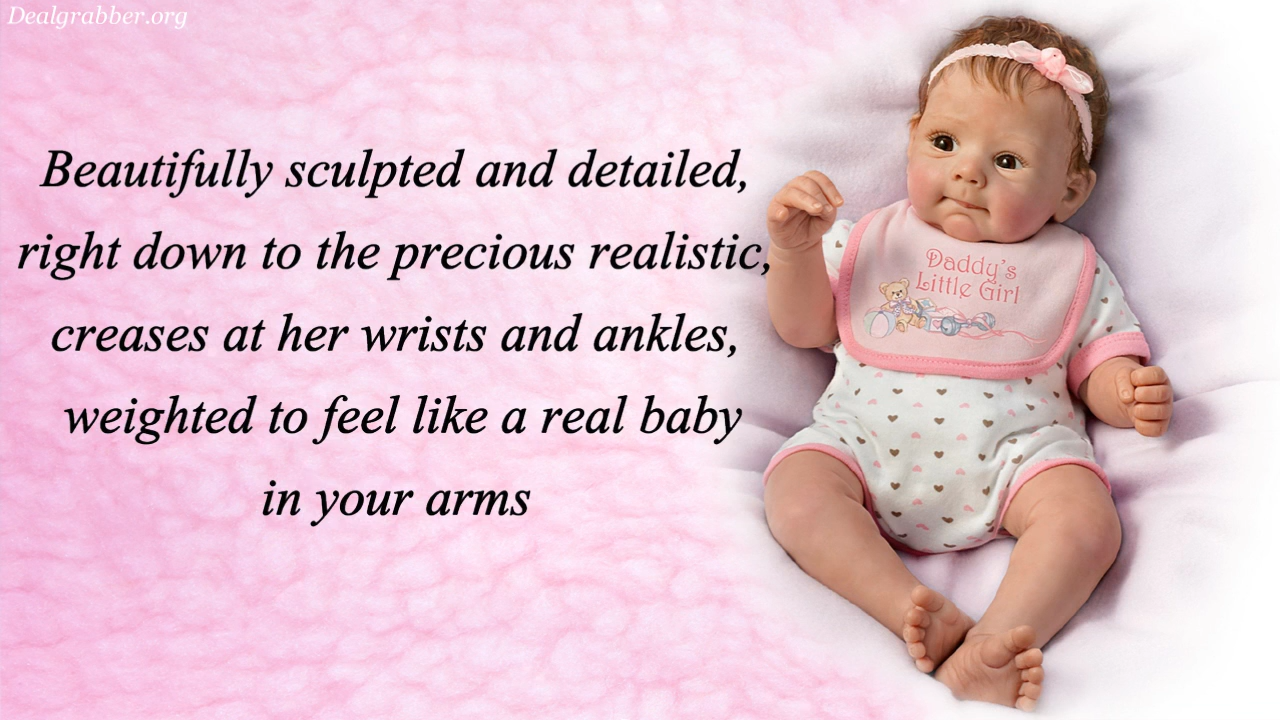 Dealgrabber.org
Beautifully sculpted and detailed,
right down to the precious realistic,
creases at her wrists and ankles,
weighted to feel like a real baby
in your arms
Daddy's
Little Girl